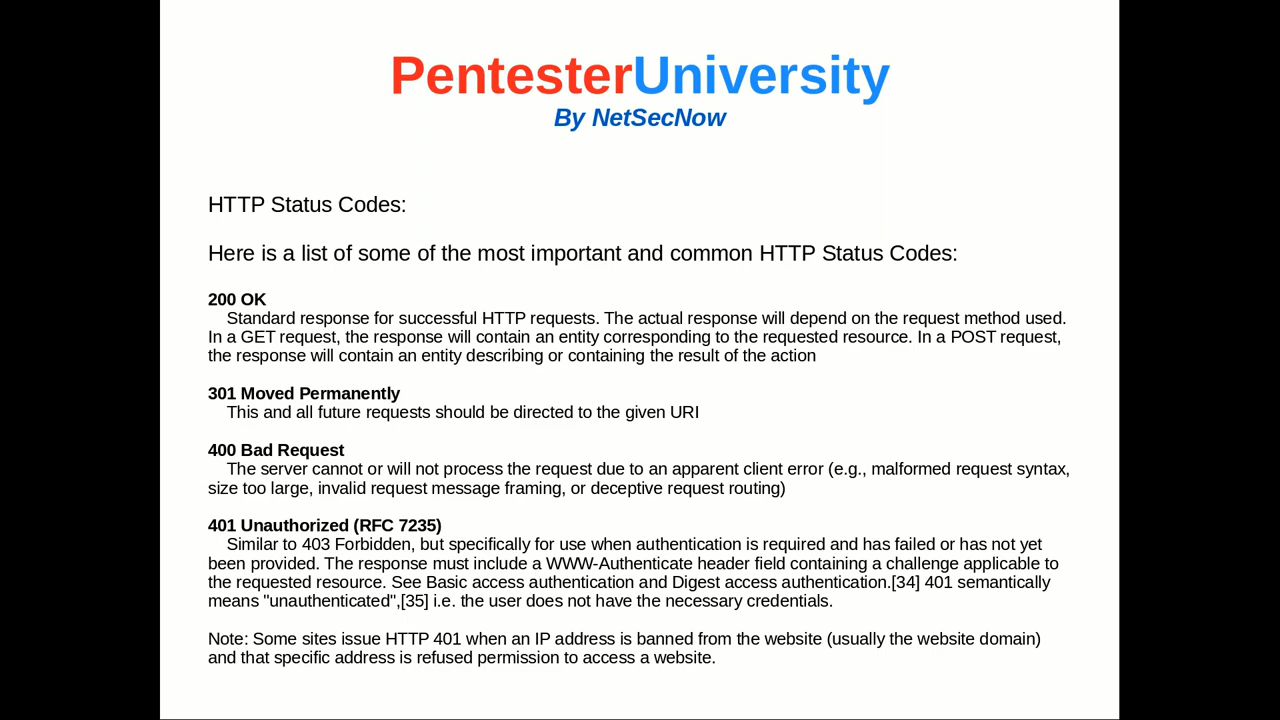 PentesterUniversity
By NetSecNow
HTTP Status Codes:
Here is a list of some of the most important and common HTTP Status Codes:
200 OK
Standard response for successful HTTP requests. The actual response will depend on the request method used.
In a GET request, the response will contain an entity corresponding to the requested resource. In a POST request,
the response will contain an entity describing or containing the result of the action
301 Moved Permanently
This and all future requests should be directed to the given URI
400 Bad Request
The server cannot or will not process the request due to an apparent client error (e.g., malformed request syntax,
size too large, invalid request message framing, or deceptive request routing)
401 Unauthorized (RFC 7235)
Similar to 403 Forbidden, but specifically for use when authentication is required and has failed or has not yet
been provided. The response must include a WWW-Authenticate header field containing a challenge applicable to
the requested resource. See Basic access authentication and Digest access authentication.[34] 401 semantically
means "unauthenticated",[35] i.e. the user does not have the necessary credentials.
Note: Some sites issue HTTP 401 when an IP address is banned from the website (usually the website domain)
and that specific address is refused permission to access a website.